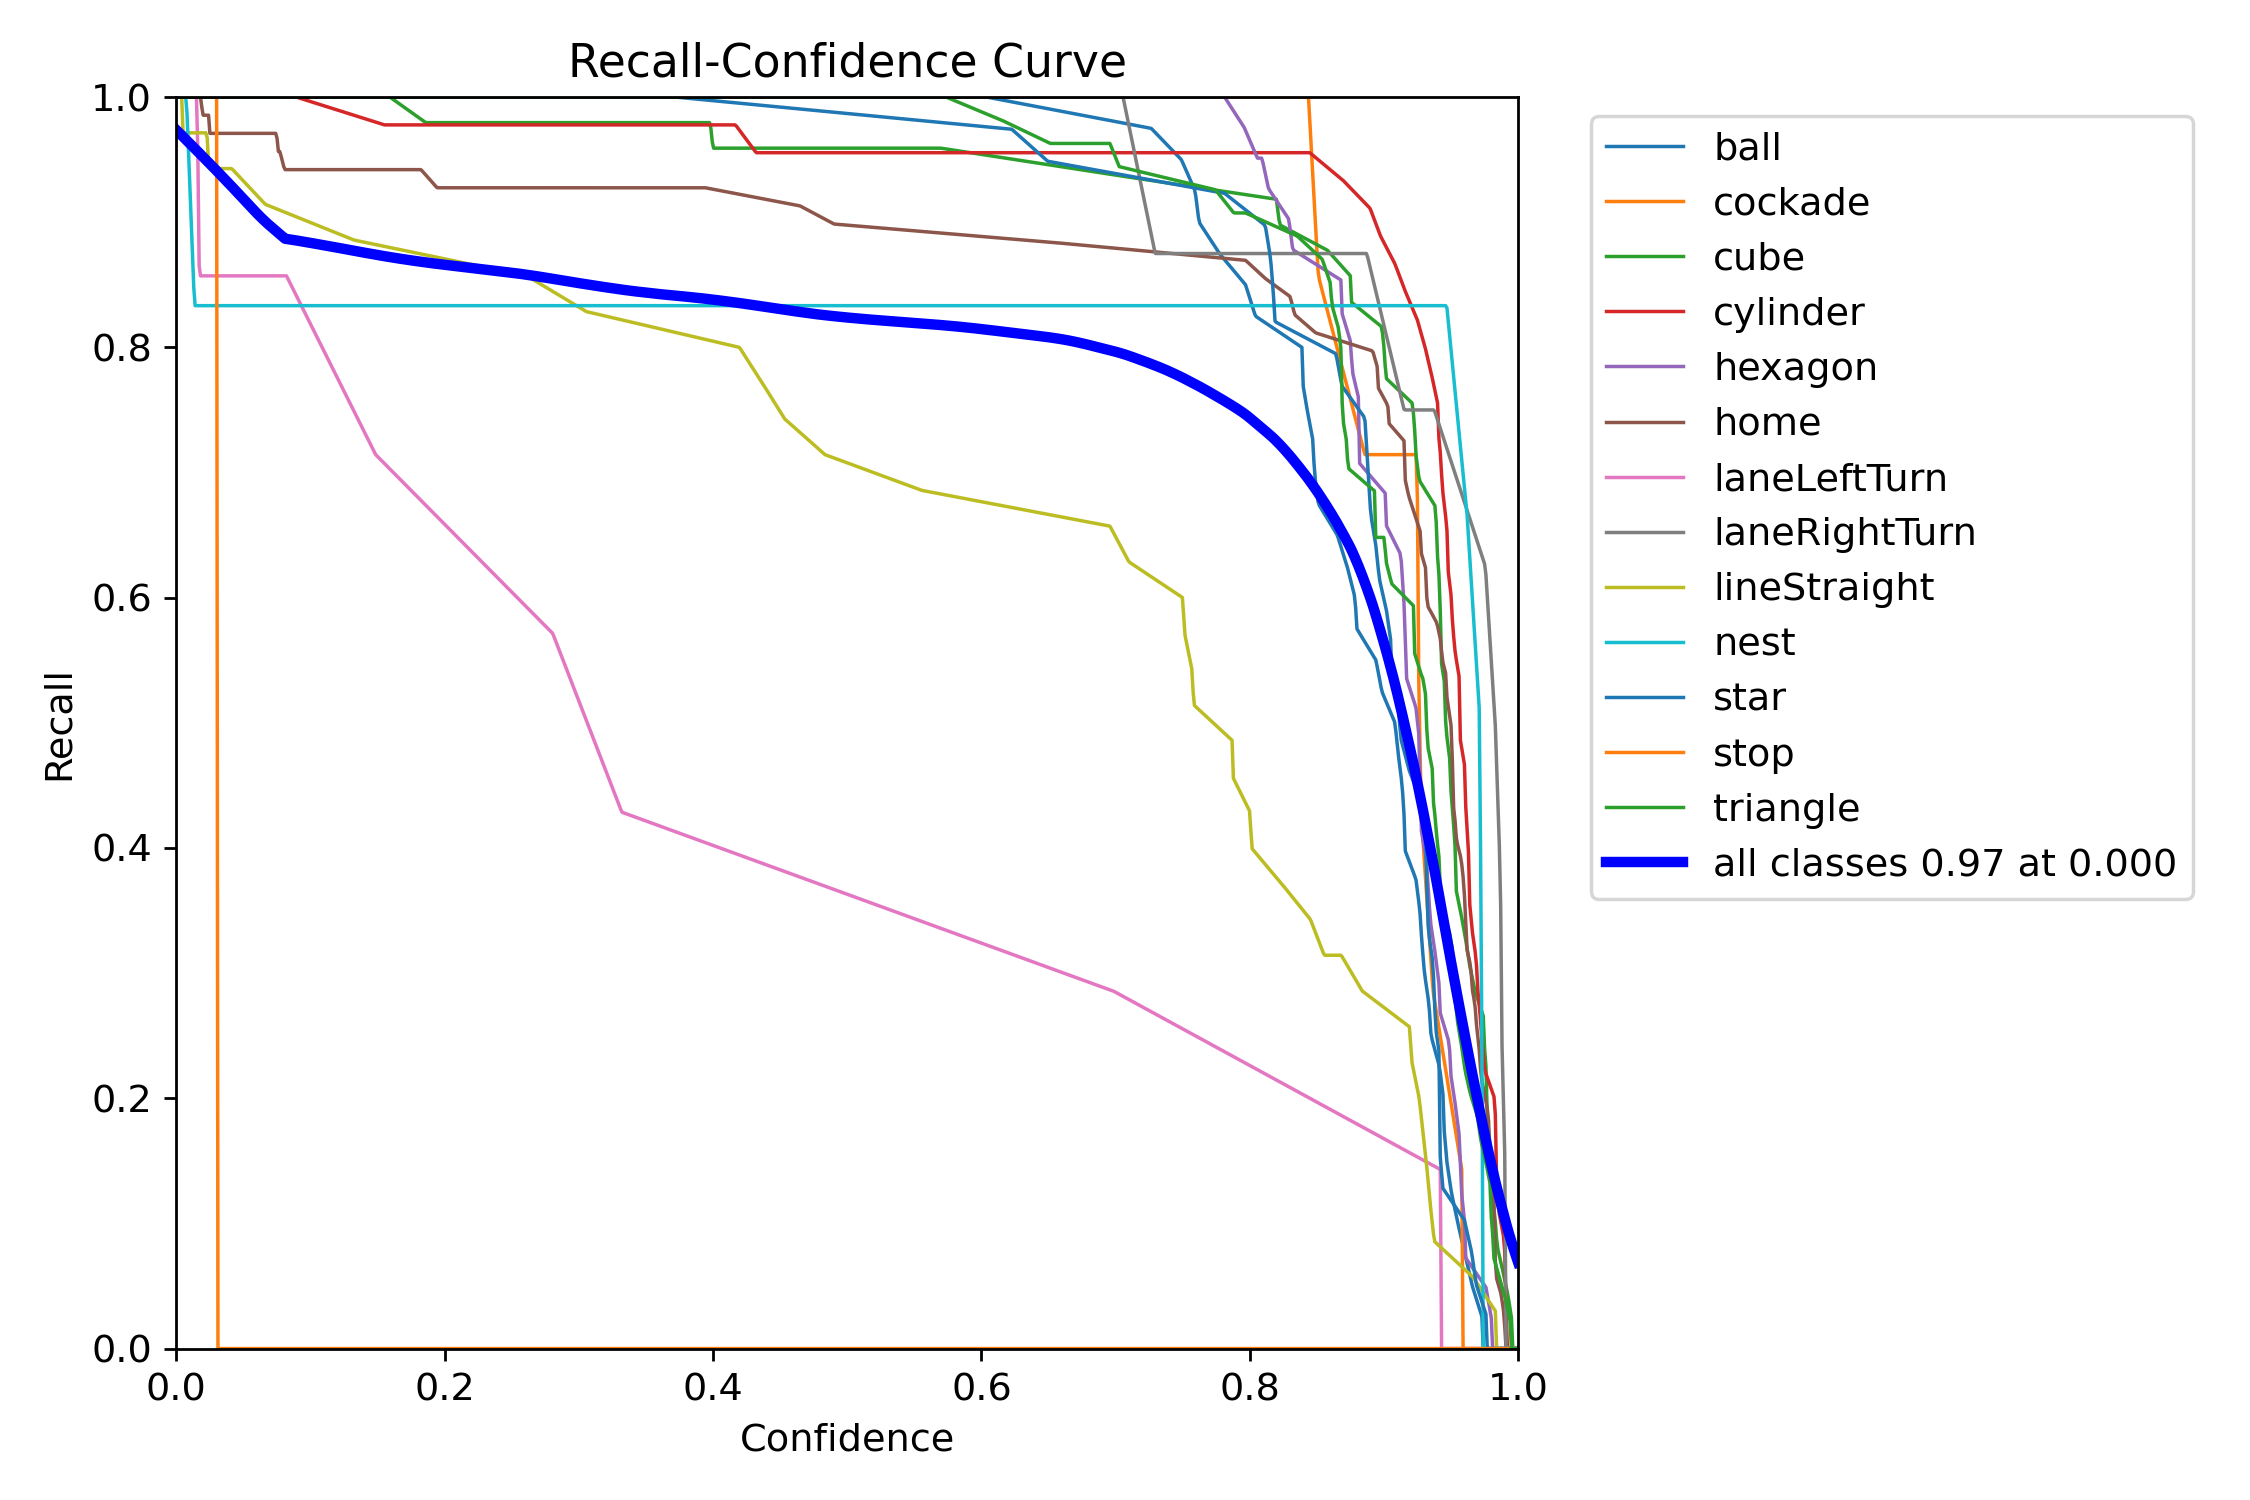 Recall-Confidence Curve
1.0
0.8
0.6
0.4
0.2
0.0
Recall
0.0 0.2 0.4 0.6 0.8 1.0
Confidence
ball
cockade
cube
cylinder
hexagon
home
laneLeftTurn
laneRightTurn
lineStraight
nest
star
stop
triangle
all classes 0.97 at 0.000